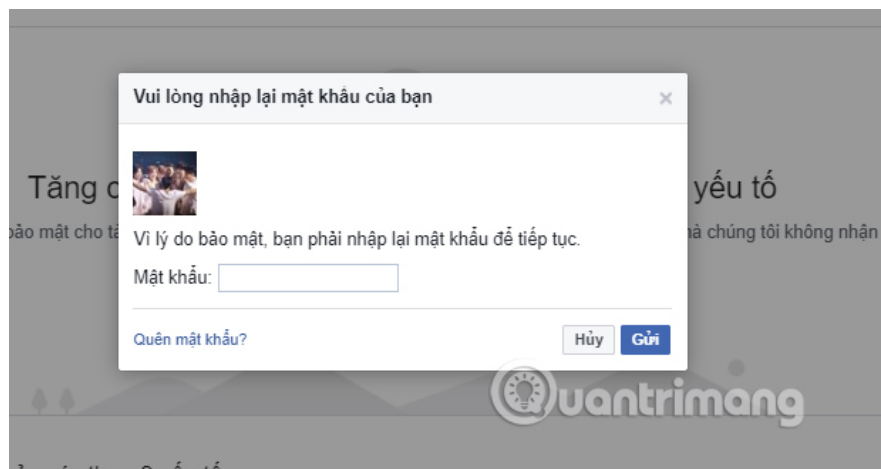 Vui lòng nhập lại mật khẩu của bạn
Tăng
yếu tố
bảo mật cho
mà chúng tôi không nhận
Vì lý do bảo mật, bạn phải nhập lại mật khẩu để tiếp tục.
Mật khẩu:
Quên mật khẩu?
Hủy
Gửi
Quantrimang